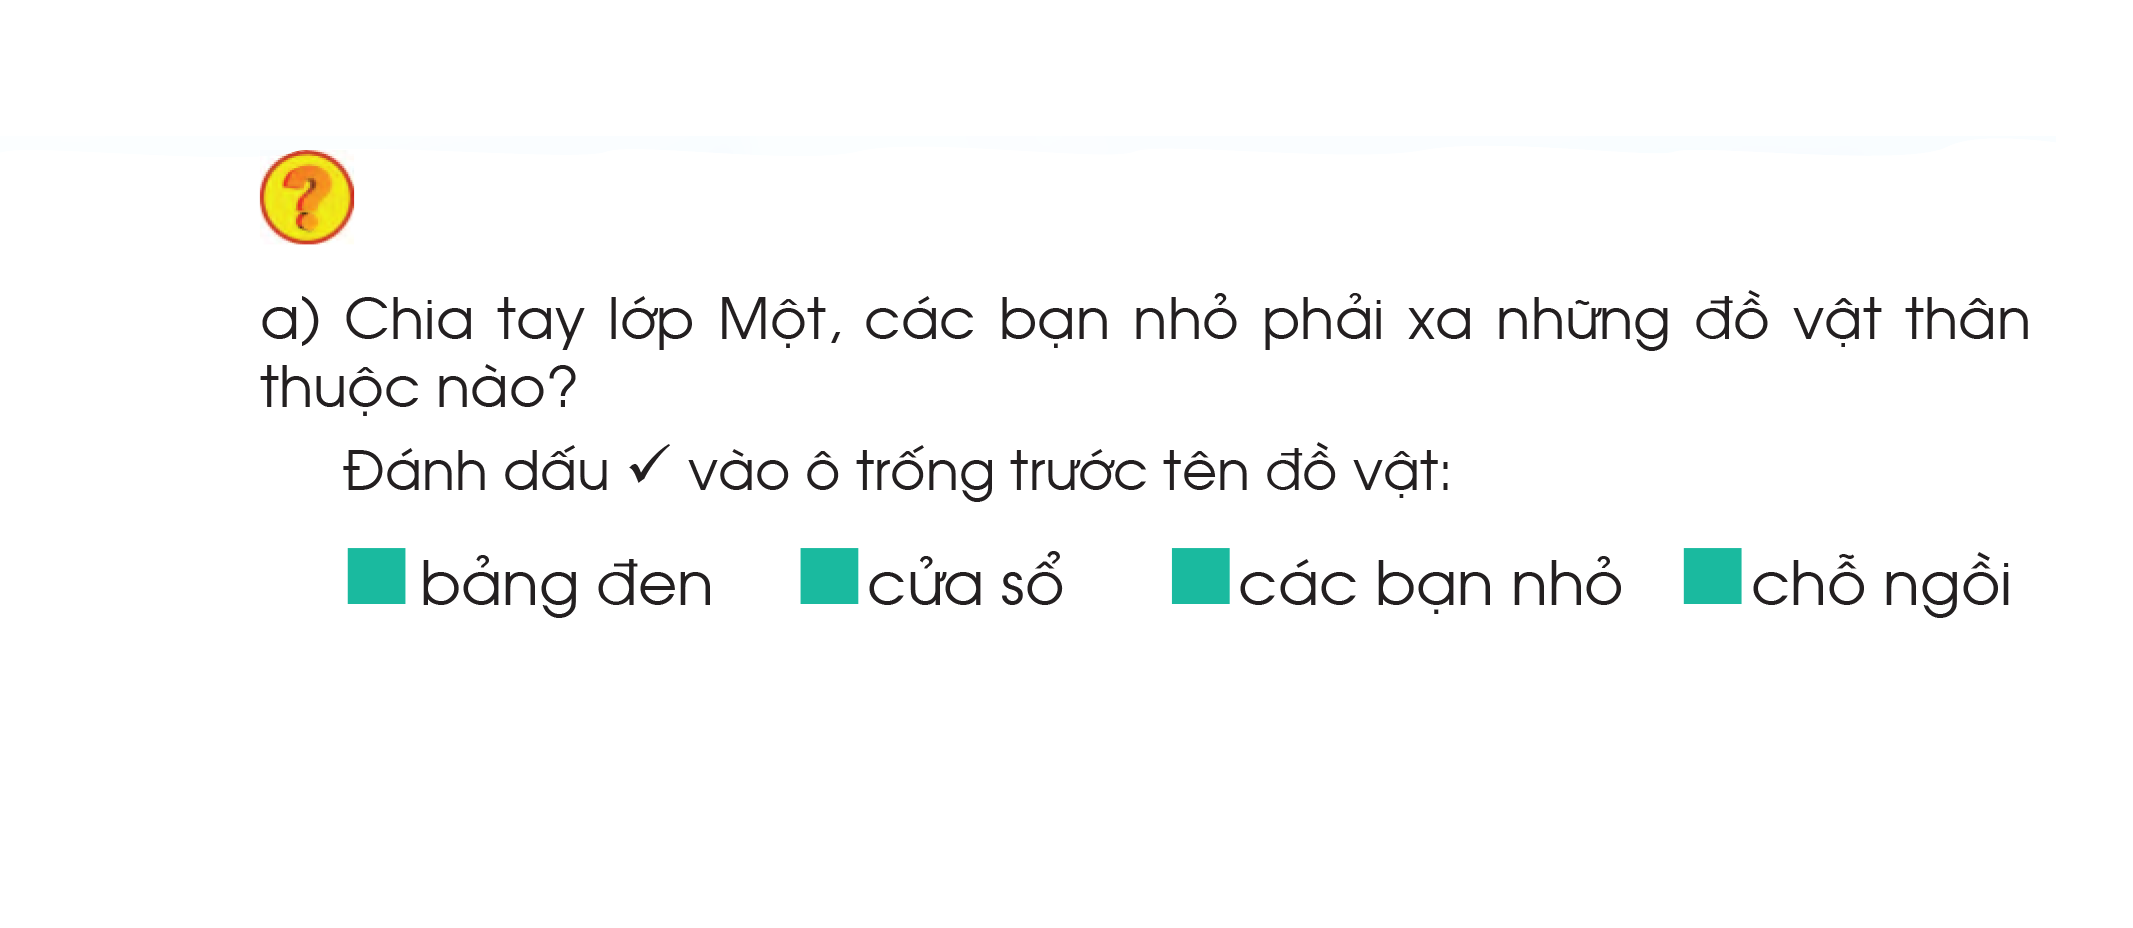 ?
a) Chia tay lớp Một, các bạn nhỏ phải xa những đồ vật thân
thuộc nào?
Đánh dấu ✓ vào ô trống trước tên đồ vật:
bảng đen cửa sổ các bạn nhỏ chỗ ngồi